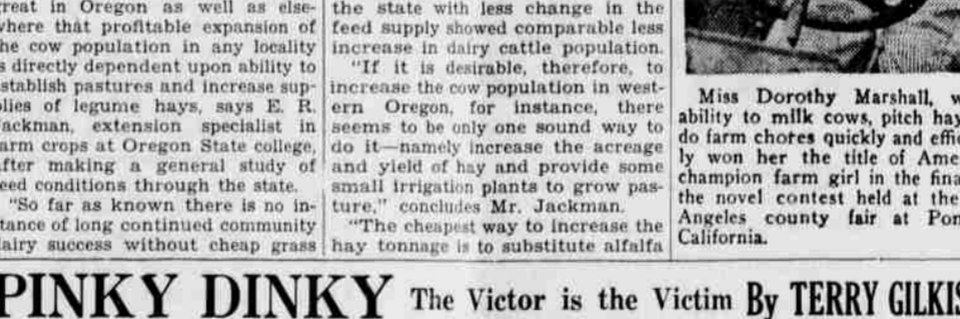 great in Oregon as well as else-
where that profitable expansion of
the cow population in any locality
is directly dependent upon ability to
establish pastures and increase sup-
plies of legume hays, says E. R.
Jackman, extension specialist in
farm crops at Oregon State college,
after making a general study of
feed conditions through the state.
"So far as known there is no in-
stance of long continued community
dairy success without cheap grass
the state with less change in the
feed supply showed comparable less
increase in dairy cattle population.
"If it is desirable, therefore, to
increase the cow population in west-
ern Oregon, for instance, there
seems to be only one sound way to
do it—namely increase the acreage
and yield of hay and provide some
small irrigation plants to grow pas-
ture," concludes Mr. Jackman.
"The cheapest way to increase the
hay tonnage is to substitute alfalfa
Miss Dorothy Marshall,
ability to milk cows, pitch hay
do farm chores quickly and effic
ly won her the title of Ame
champion farm girl in the fina
the novel contest held at the
Angeles county fair at Pom
California.
PINKY DINKY The Victor is the Victim By TERRY GILKIS